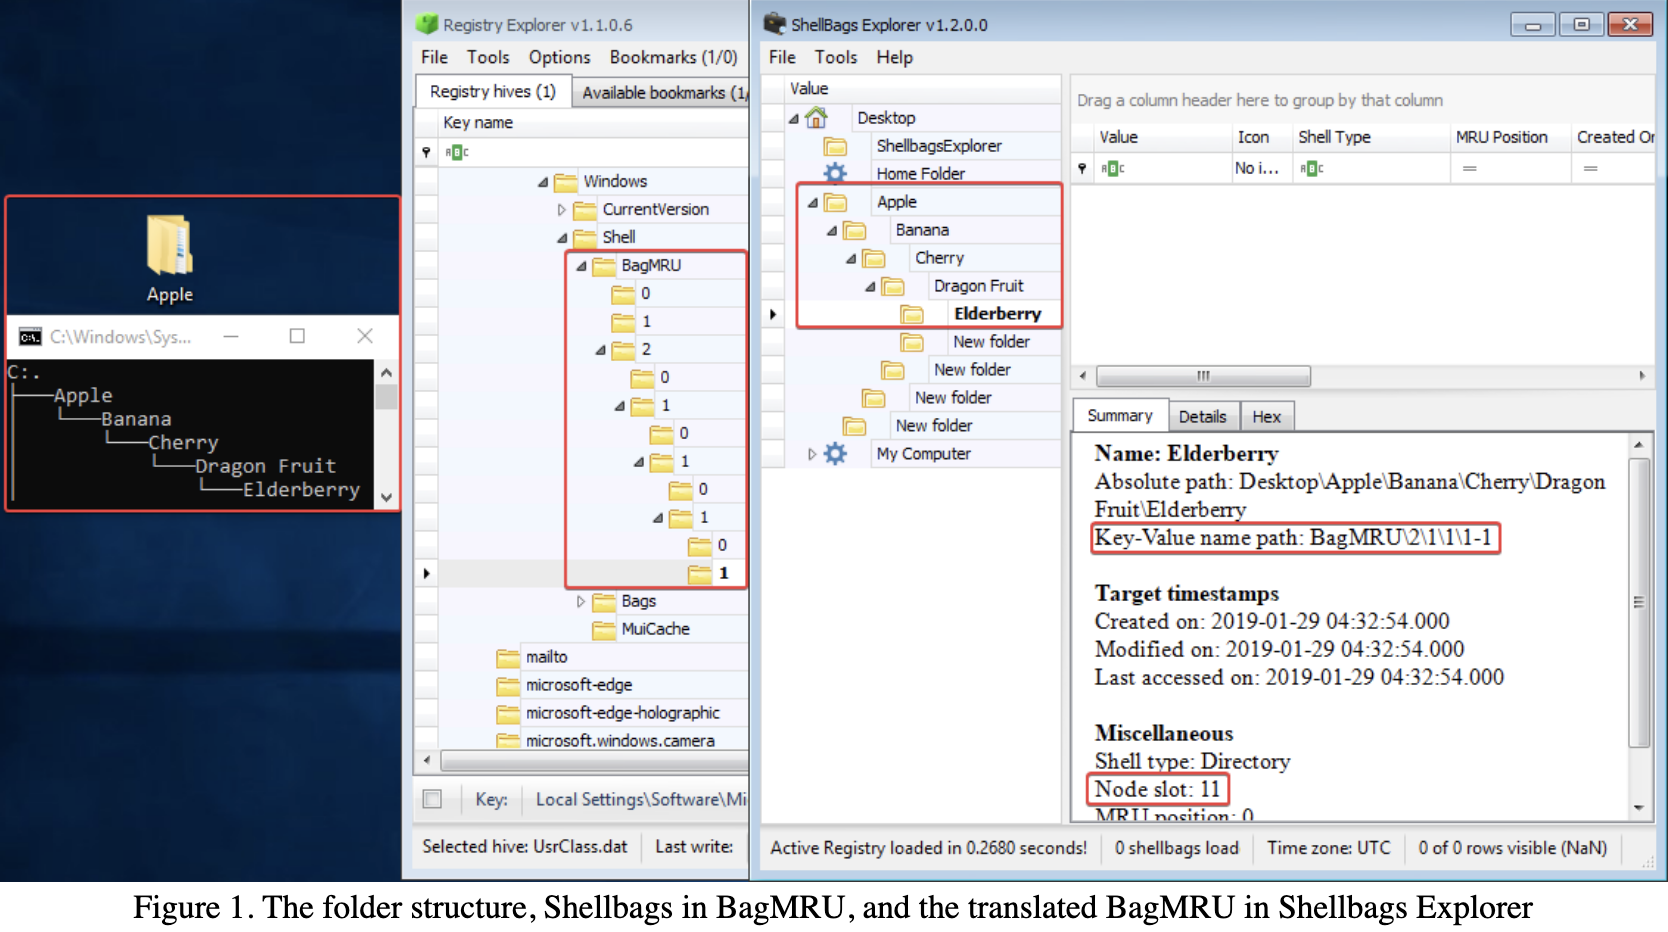 Apple
C:\Windows\Sys...
C:.
Apple
Banana
Cherry
Dragon Fruit
Elderberry
Registry Explorer v1.1.0.6
File Tools Options Bookmarks (1/0)
Registry hives (1) Available bookmarks (1/
Key name
Windows
CurrentVersion
Shell
BagMRU
0
1
2
0
1
0
1
0
1
0
1
Bags
MuiCache
mailto
microsoft-edge
microsoft-edge-holographic
microsoft.windows.camera
Key: Local Settings\Software\Mi
Selected hive: UsrClass.dat Last write:
ShellBags Explorer v1.2.0.0
File Tools Help
Value
Desktop
ShellbagsExplorer
Home Folder
Apple
Banana
Cherry
Dragon Fruit
Elderberry
New folder
New folder
New folder
New folder
My Computer
Drag a column header here to group by that column
Value Icon Shell Type MRU Position Created On
No i... = =
Summary Details Hex
Name: Elderberry
Absolute path: Desktop\Apple\Banana\Cherry\Dragon
Fruit\Elderberry
Key-Value name path: BagMRU\2\1\1\1-1
Target timestamps
Created on: 2019-01-29 04:32:54.000
Modified on: 2019-01-29 04:32:54.000
Last accessed on: 2019-01-29 04:32:54.000
Miscellaneous
Shell type: Directory
Node slot: 11
MRU position: 0
Active Registry loaded in 0.2680 seconds! 0 shellbags load Time zone: UTC 0 of 0 rows visible (NaN)
Figure 1. The folder structure, Shellbags in BagMRU, and the translated BagMRU in Shellbags Explorer